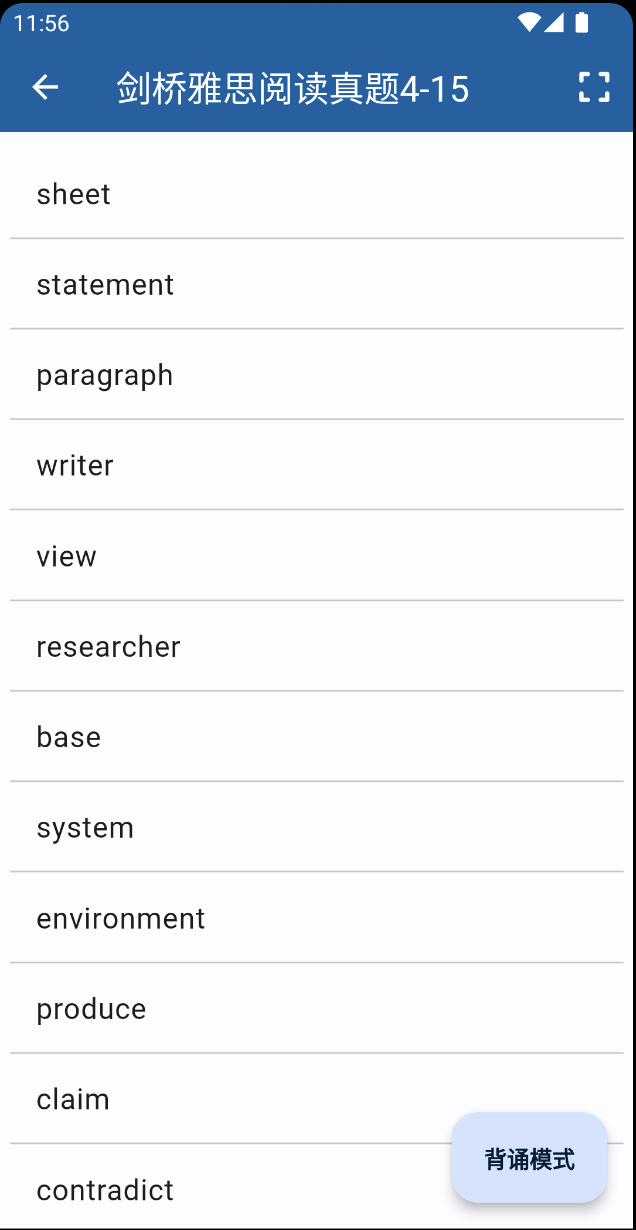 11:56
剑桥雅思阅读真题4-15
sheet
statement
paragraph
writer
view
researcher
base
system
environment
produce
claim
contradict
背诵模式